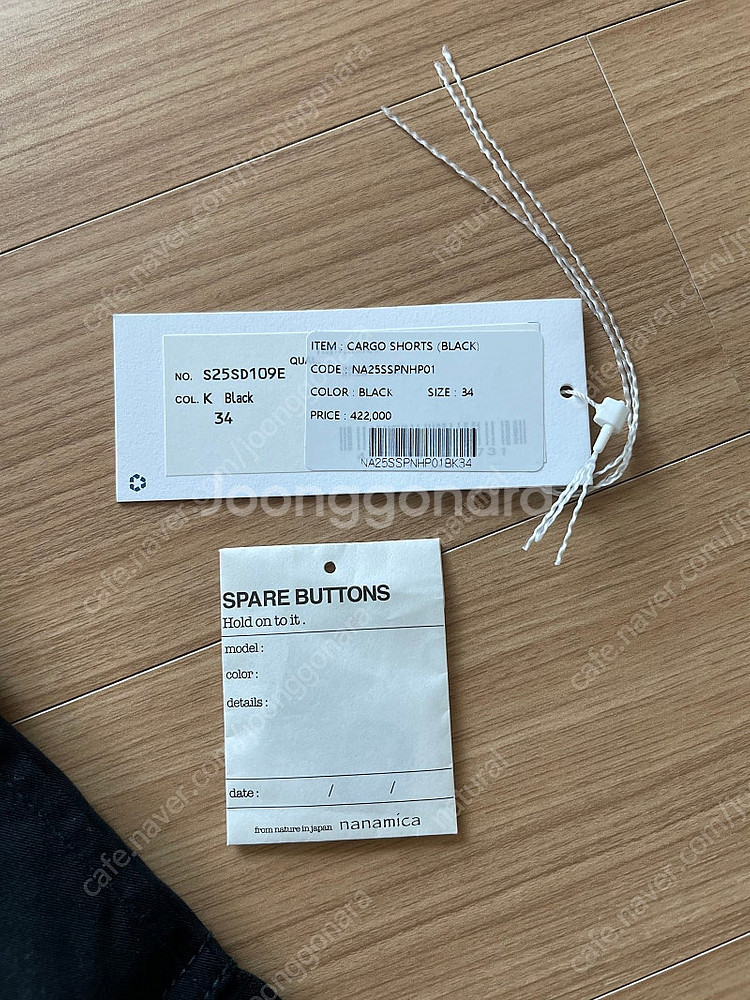 ITEM : CARGO SHORTS (BLACK)
CODE : NA25SSPNHP01
COLOR : BLACK SIZE : 34
PRICE : 422,000
NA25SSPNHP01BK34
QUA
NO. S25SD109E
COL. K Black
34
Joonggonara
SPARE BUTTONS
Hold on to it .
model :
color :
details :
date : / /
from nature in japan nanamica
cafe.naver.com/joonggonara